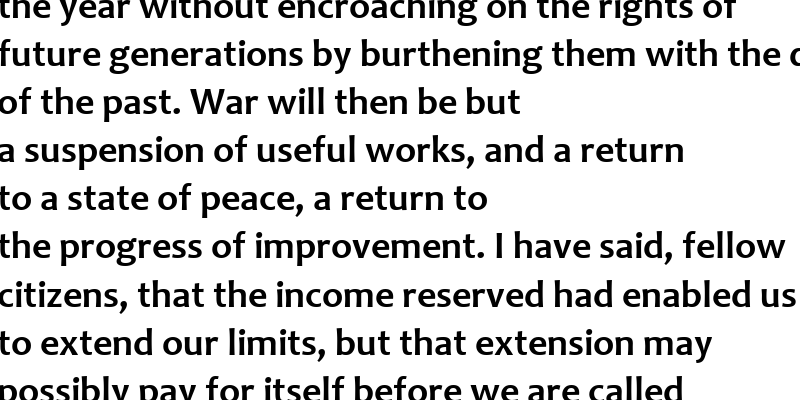 the year without encroaching on the rights of
future generations by burthening them with the
of the past. War will then be but
a suspension of useful works, and a return
to a state of peace, a return to
the progress of improvement. I have said, fellow
citizens, that the income reserved had enabled us
to extend our limits, but that extension may
possibly pay for itself before we are called